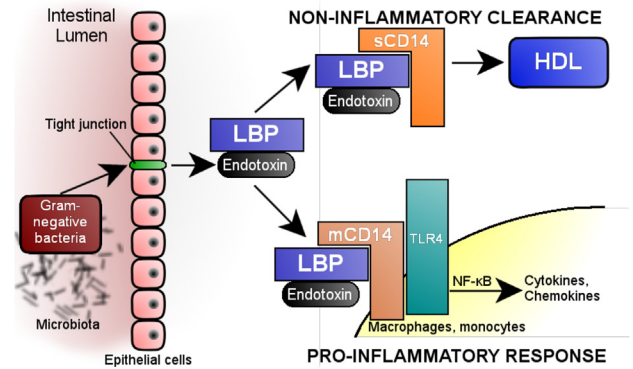 Intestinal
Lumen
NON-INFLAMMATORY CLEARANCE
sCD14
LBP
Endotoxin
HDL
Tight junction
LBP
Endotoxin
Gram-
negative
bacteria
Microbiota
Epithelial cells
mCD14
TLR4
LBP
Endotoxin
NF-κB
Cytokines,
Chemokines
Macrophages, monocytes
PRO-INFLAMMATORY RESPONSE